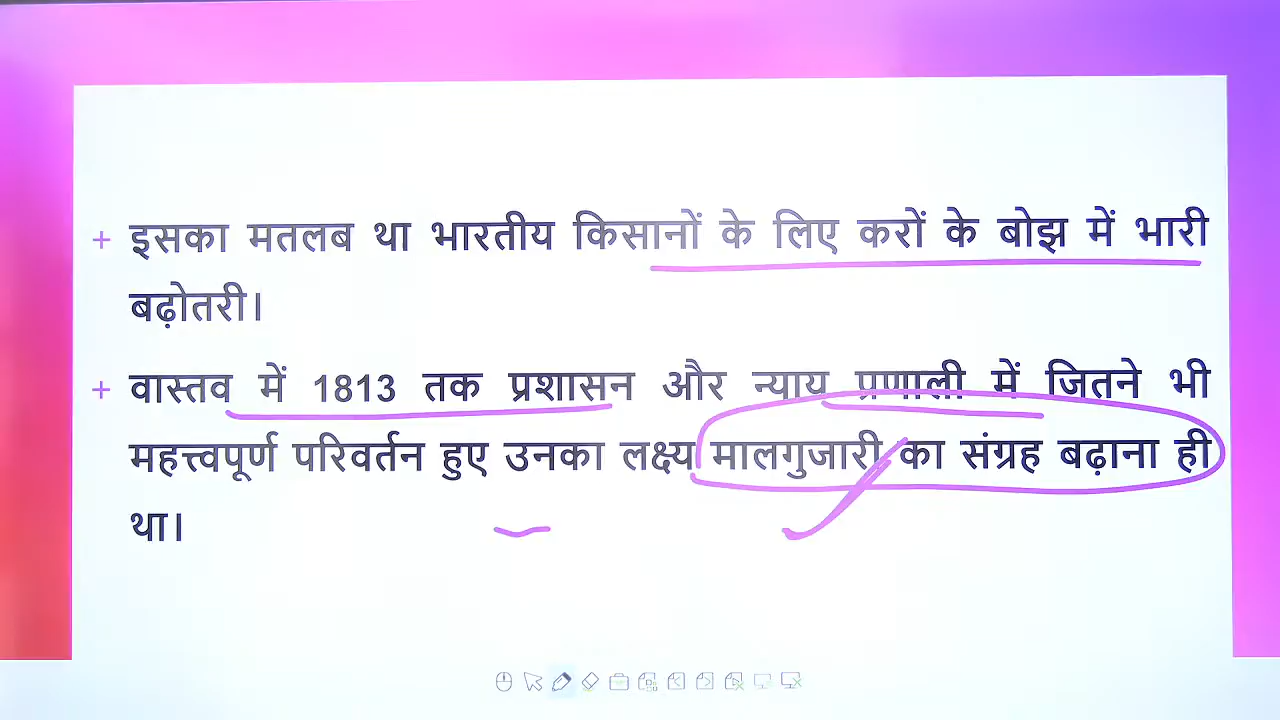 + इसका मतलब था भारतीय किसानों के लिए करों के बोझ में भारी
बढ़ोतरी।
+ वास्तव में 1813 तक प्रशासन और न्याय प्रणाली में जितने भी
महत्त्वपूर्ण परिवर्तन हुए उनका लक्ष्य मालगुजारी का संग्रह बढ़ाना ही
था।